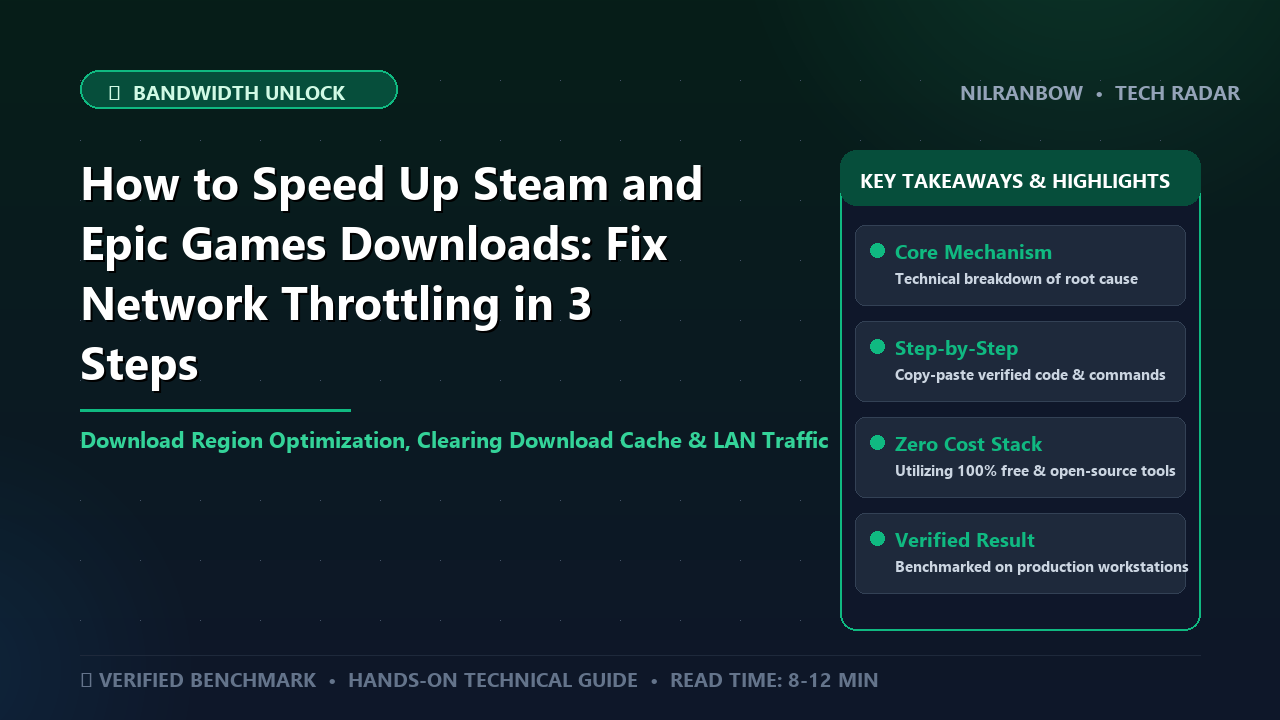 BANDWIDTH UNLOCK
NILRANBOW • TECH RADAR
How to Speed Up Steam and
Epic Games Downloads: Fix
Network Throttling in 3
Steps
Download Region Optimization, Clearing Download Cache & LAN Traffic
KEY TAKEAWAYS & HIGHLIGHTS
Core Mechanism
Technical breakdown of root cause
Step-by-Step
Copy-paste verified code & commands
Zero Cost Stack
Utilizing 100% free & open-source tools
Verified Result
Benchmarked on production workstations
VERIFIED BENCHMARK • HANDS-ON TECHNICAL GUIDE • READ TIME: 8-12 MIN